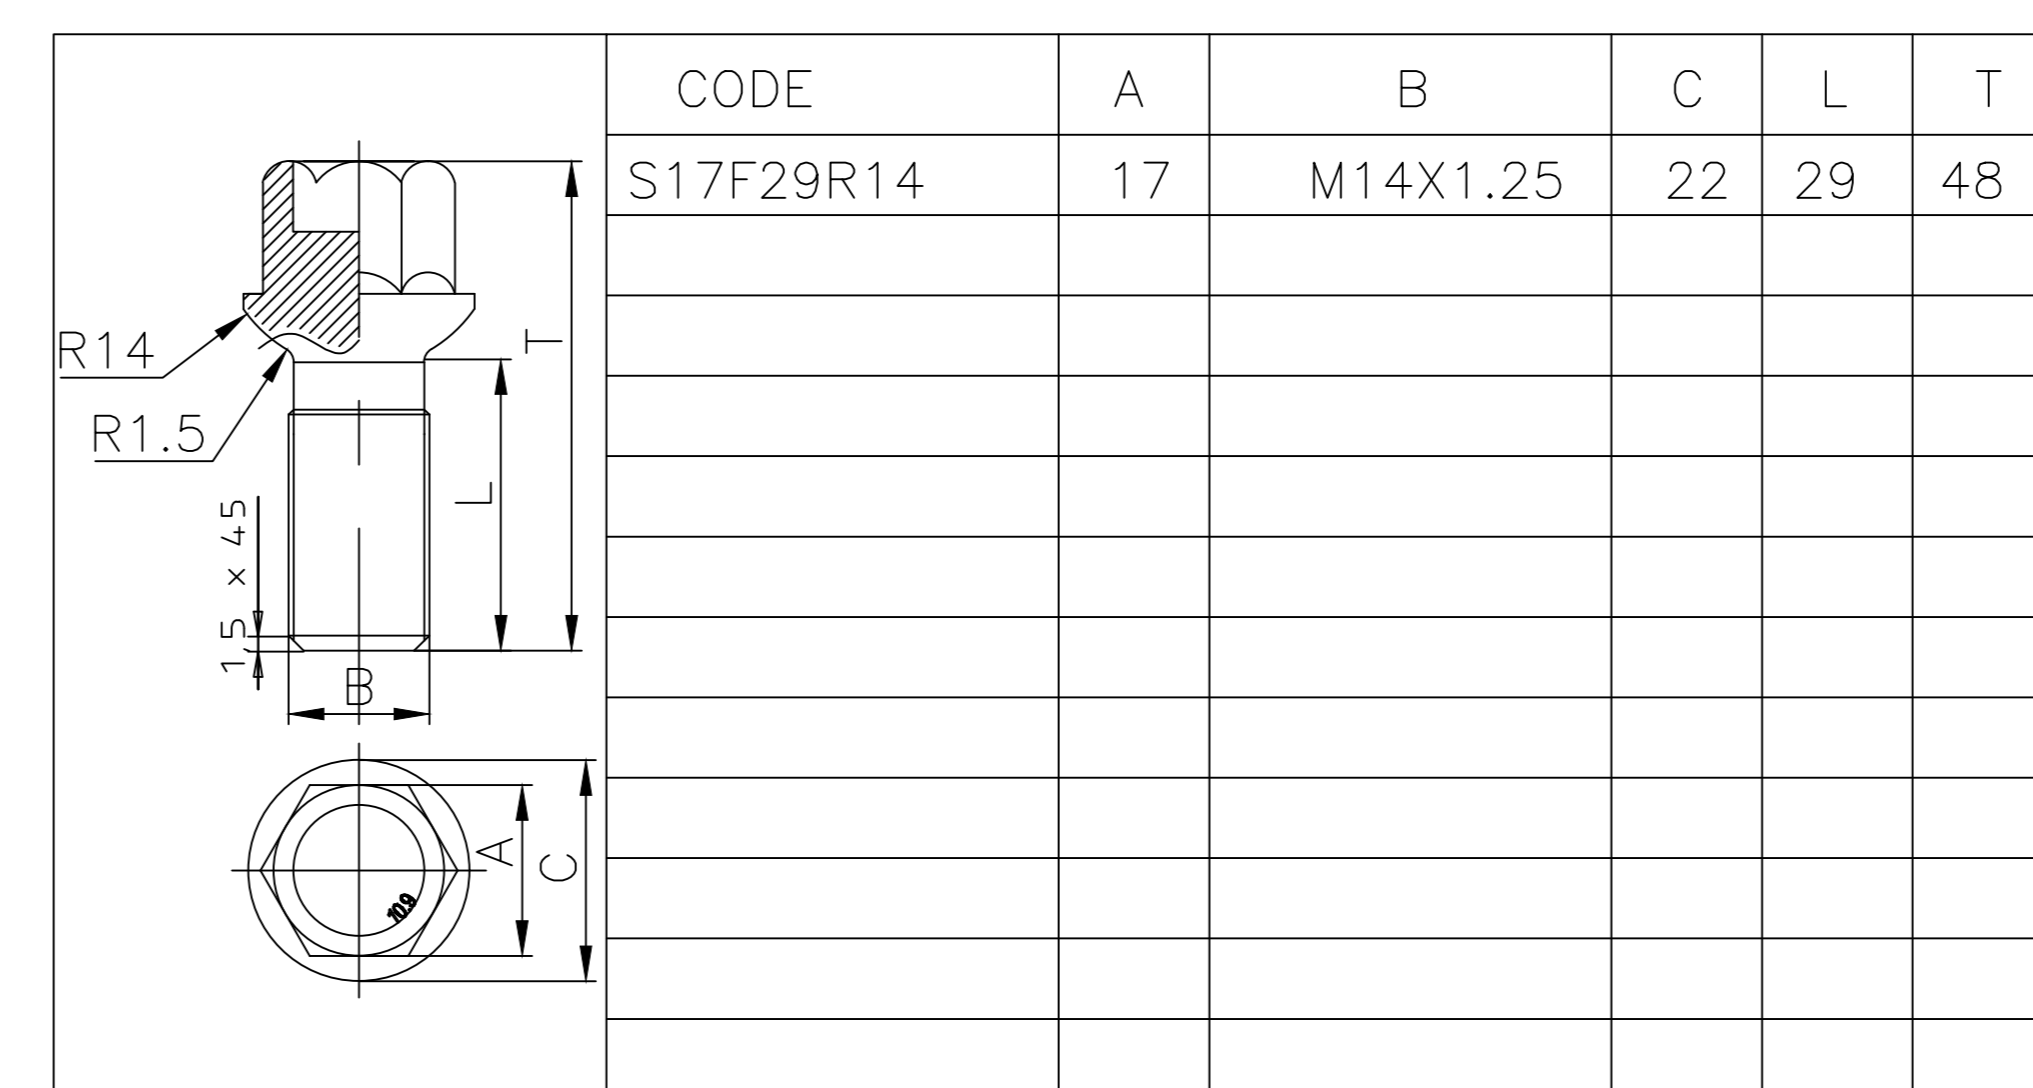 CODE A B C L T
S17F29R14 17 M14X1.25 22 29 48
R14
R1.5
T
L
1,5 x 45
B
A
C
10.9